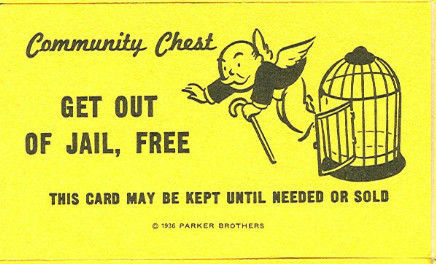 Community Chest
GET OUT
OF JAIL, FREE
THIS CARD MAY BE KEPT UNTIL NEEDED OR SOLD
© 1936 PARKER BROTHERS